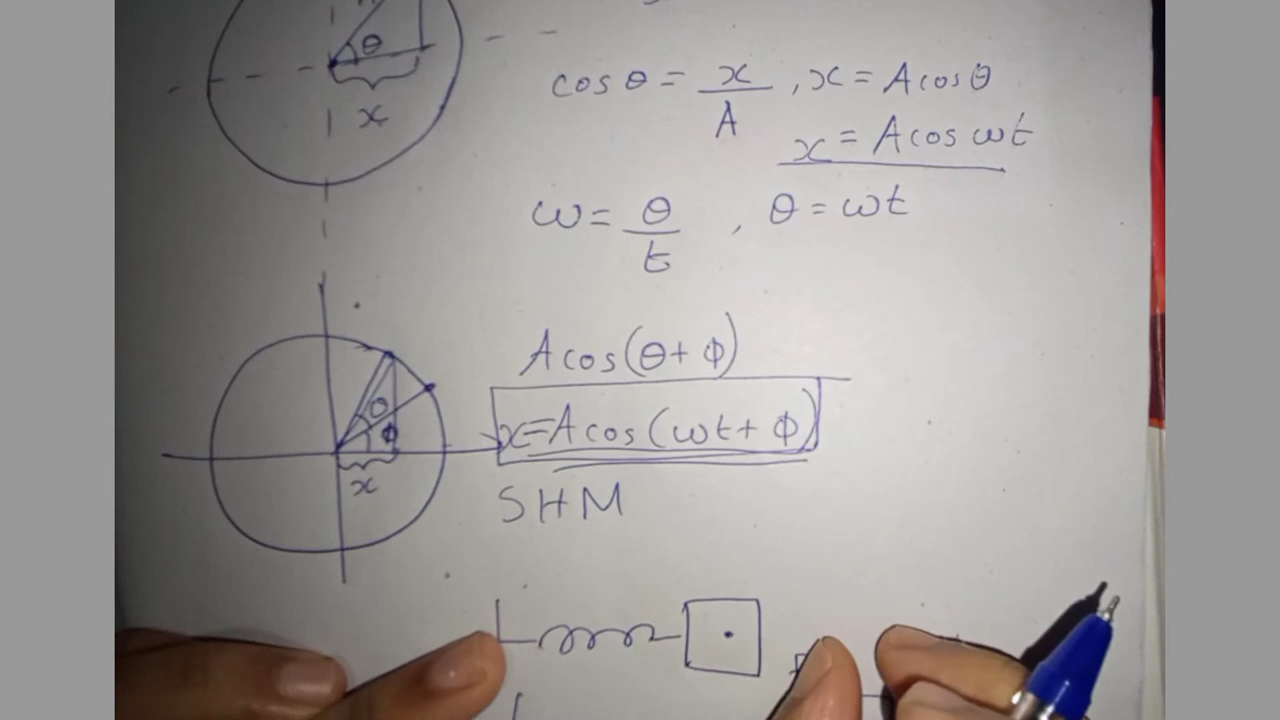 θ
x
cos θ = x/A , x = A cos θ
x = A cos ωt
ω = θ/t , θ = ωt
A cos(θ + φ)
x = A cos(ωt + φ)
θ
φ
x
SHM